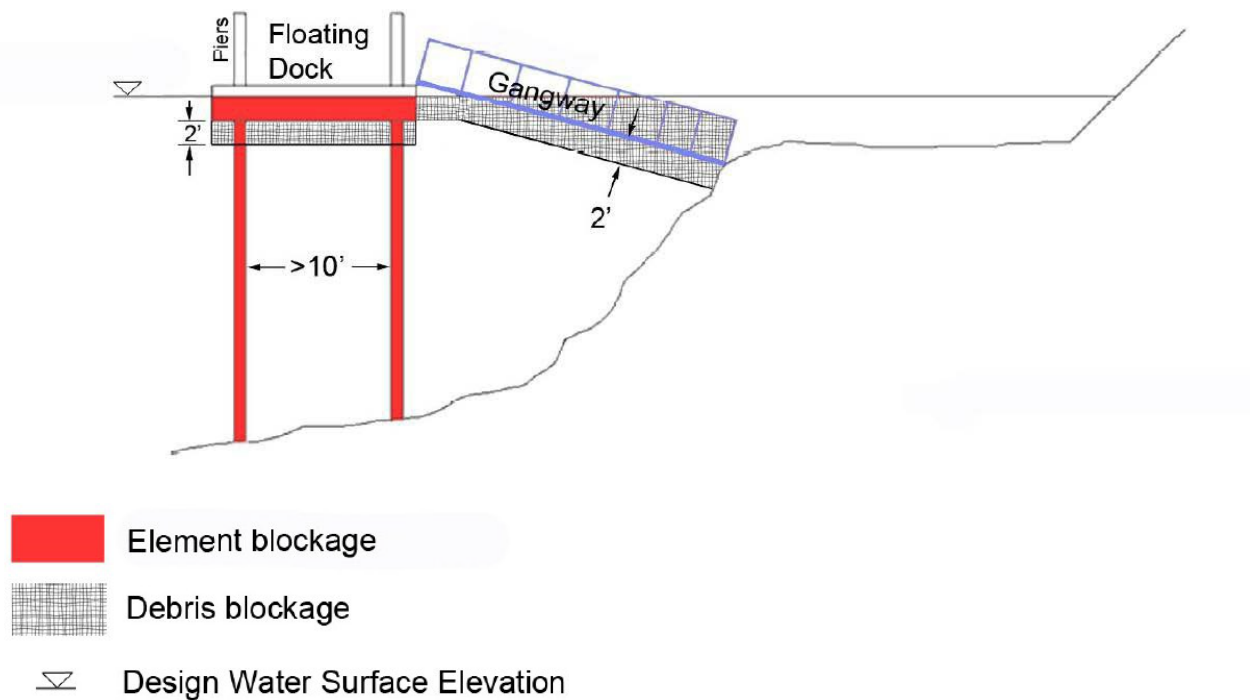 Piers
Floating
Dock
Gangway
2'
2'
>10'
Element blockage
Debris blockage
Design Water Surface Elevation